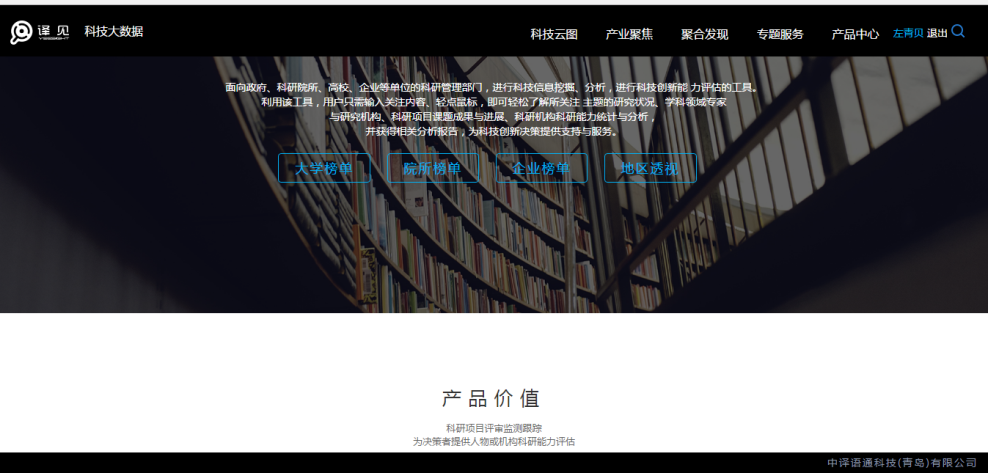 译见
YEESIGHT
科技大数据
科技云图
产业聚焦
聚合发现
专题服务
产品中心
左青贝 退出
面向政府、科研院所、高校、企业等单位的科研管理部门，进行科技信息挖掘、分析，进行科技创新能 力评估的工具。
利用该工具，用户只需输入关注内容、轻点鼠标，即可轻松了解所关注 主题的研究状况、学科领域专家
与研究机构、科研项目课题成果与进展、科研机构科研能力统计与分析，
并获得相关分析报告，为科技创新决策提供支持与服务。
大学榜单
院所榜单
企业榜单
地区透视
产品价值
科研项目评审监测跟踪
为决策者提供人物或机构科研能力评估
中译语通科技(青岛)有限公司